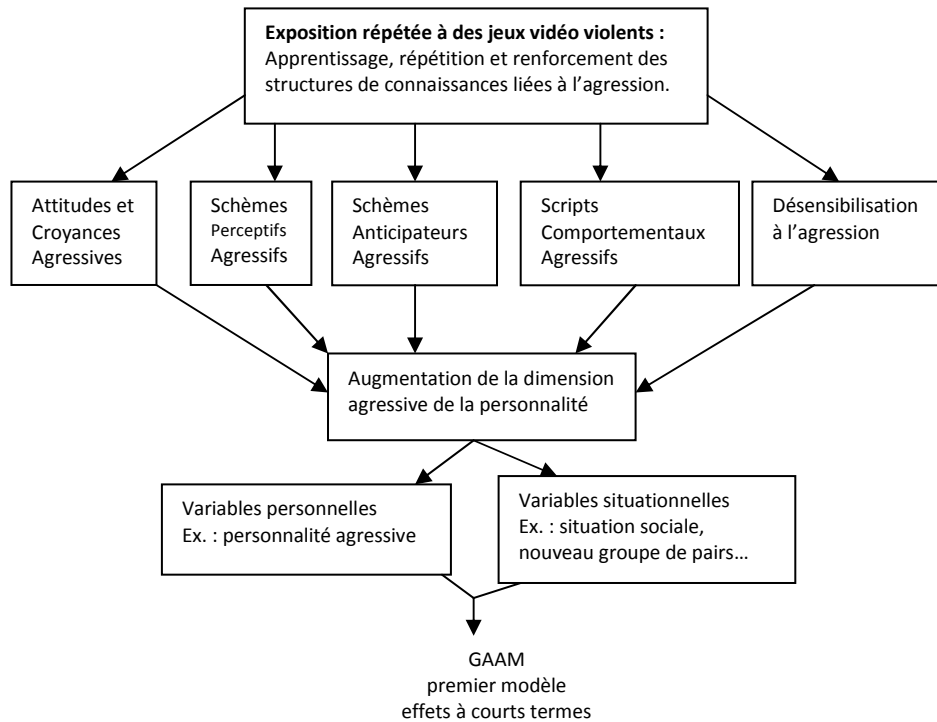 Exposition répétée à des jeux vidéo violents :
Apprentissage, répétition et renforcement des
structures de connaissances liées à l'agression.
Attitudes et
Croyances
Agressives
Schèmes
Perceptifs
Agressifs
Schèmes
Anticipateurs
Agressifs
Scripts
Comportementaux
Agressifs
Désensibilisation
à l'agression
Augmentation de la dimension
agressive de la personnalité
Variables personnelles
Ex. : personnalité agressive
Variables situationnelles
Ex. : situation sociale,
nouveau groupe de pairs…
GAAM
premier modèle
effets à courts termes